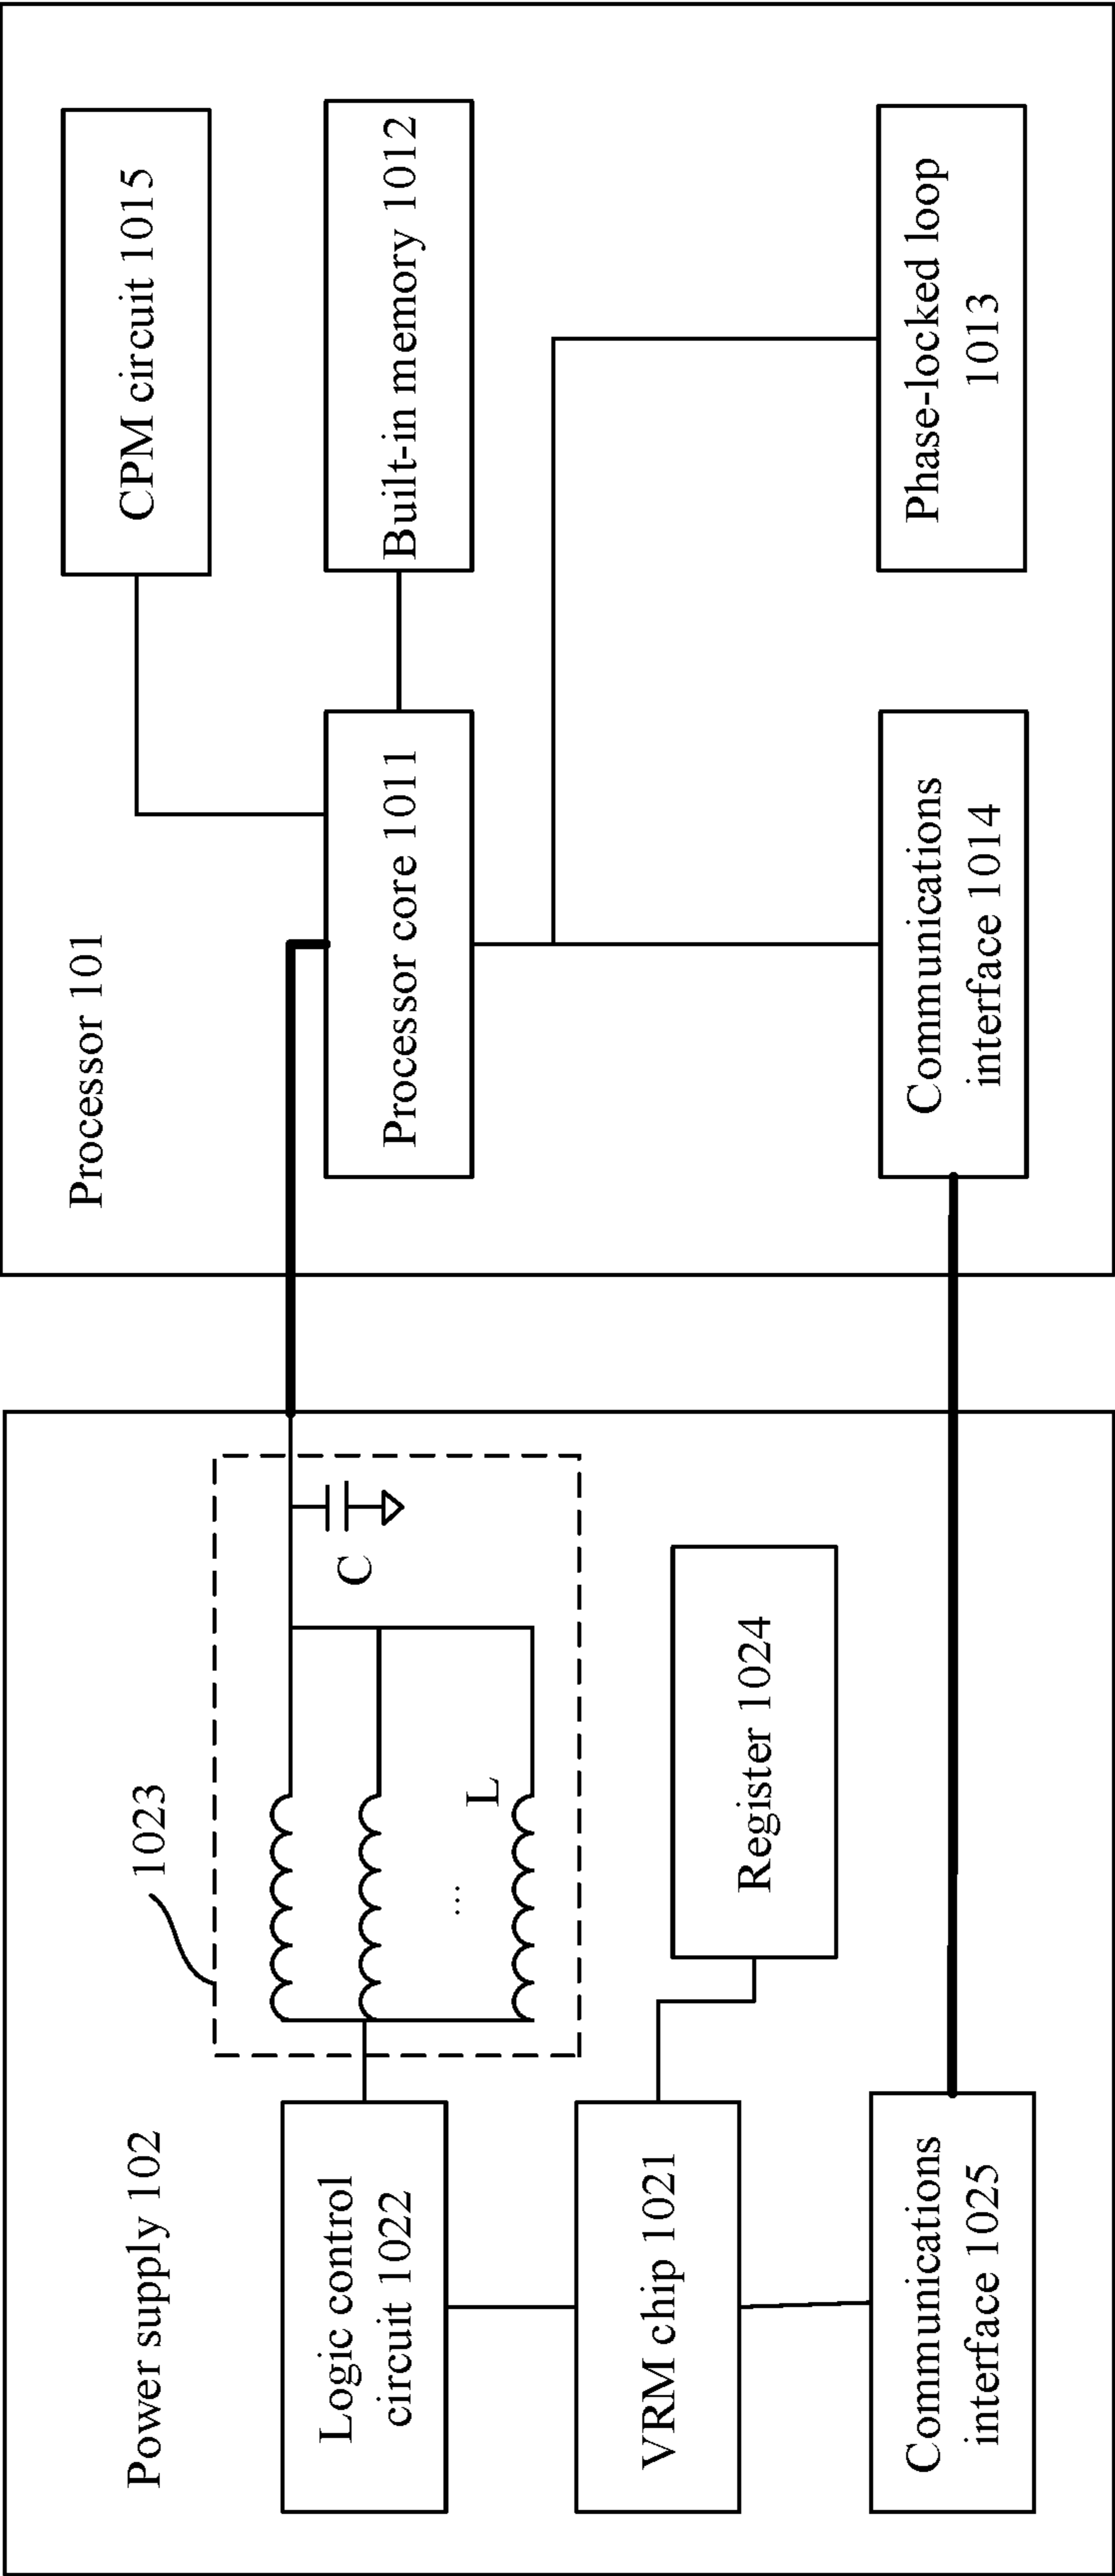 Power supply 102
1023
Logic control
circuit 1022
...
L
C
VRM chip 1021
Register 1024
Communications
interface 1025
Processor 101
CPM circuit 1015
Processor core 1011
Built-in memory 1012
Communications
interface 1014
Phase-locked loop
1013